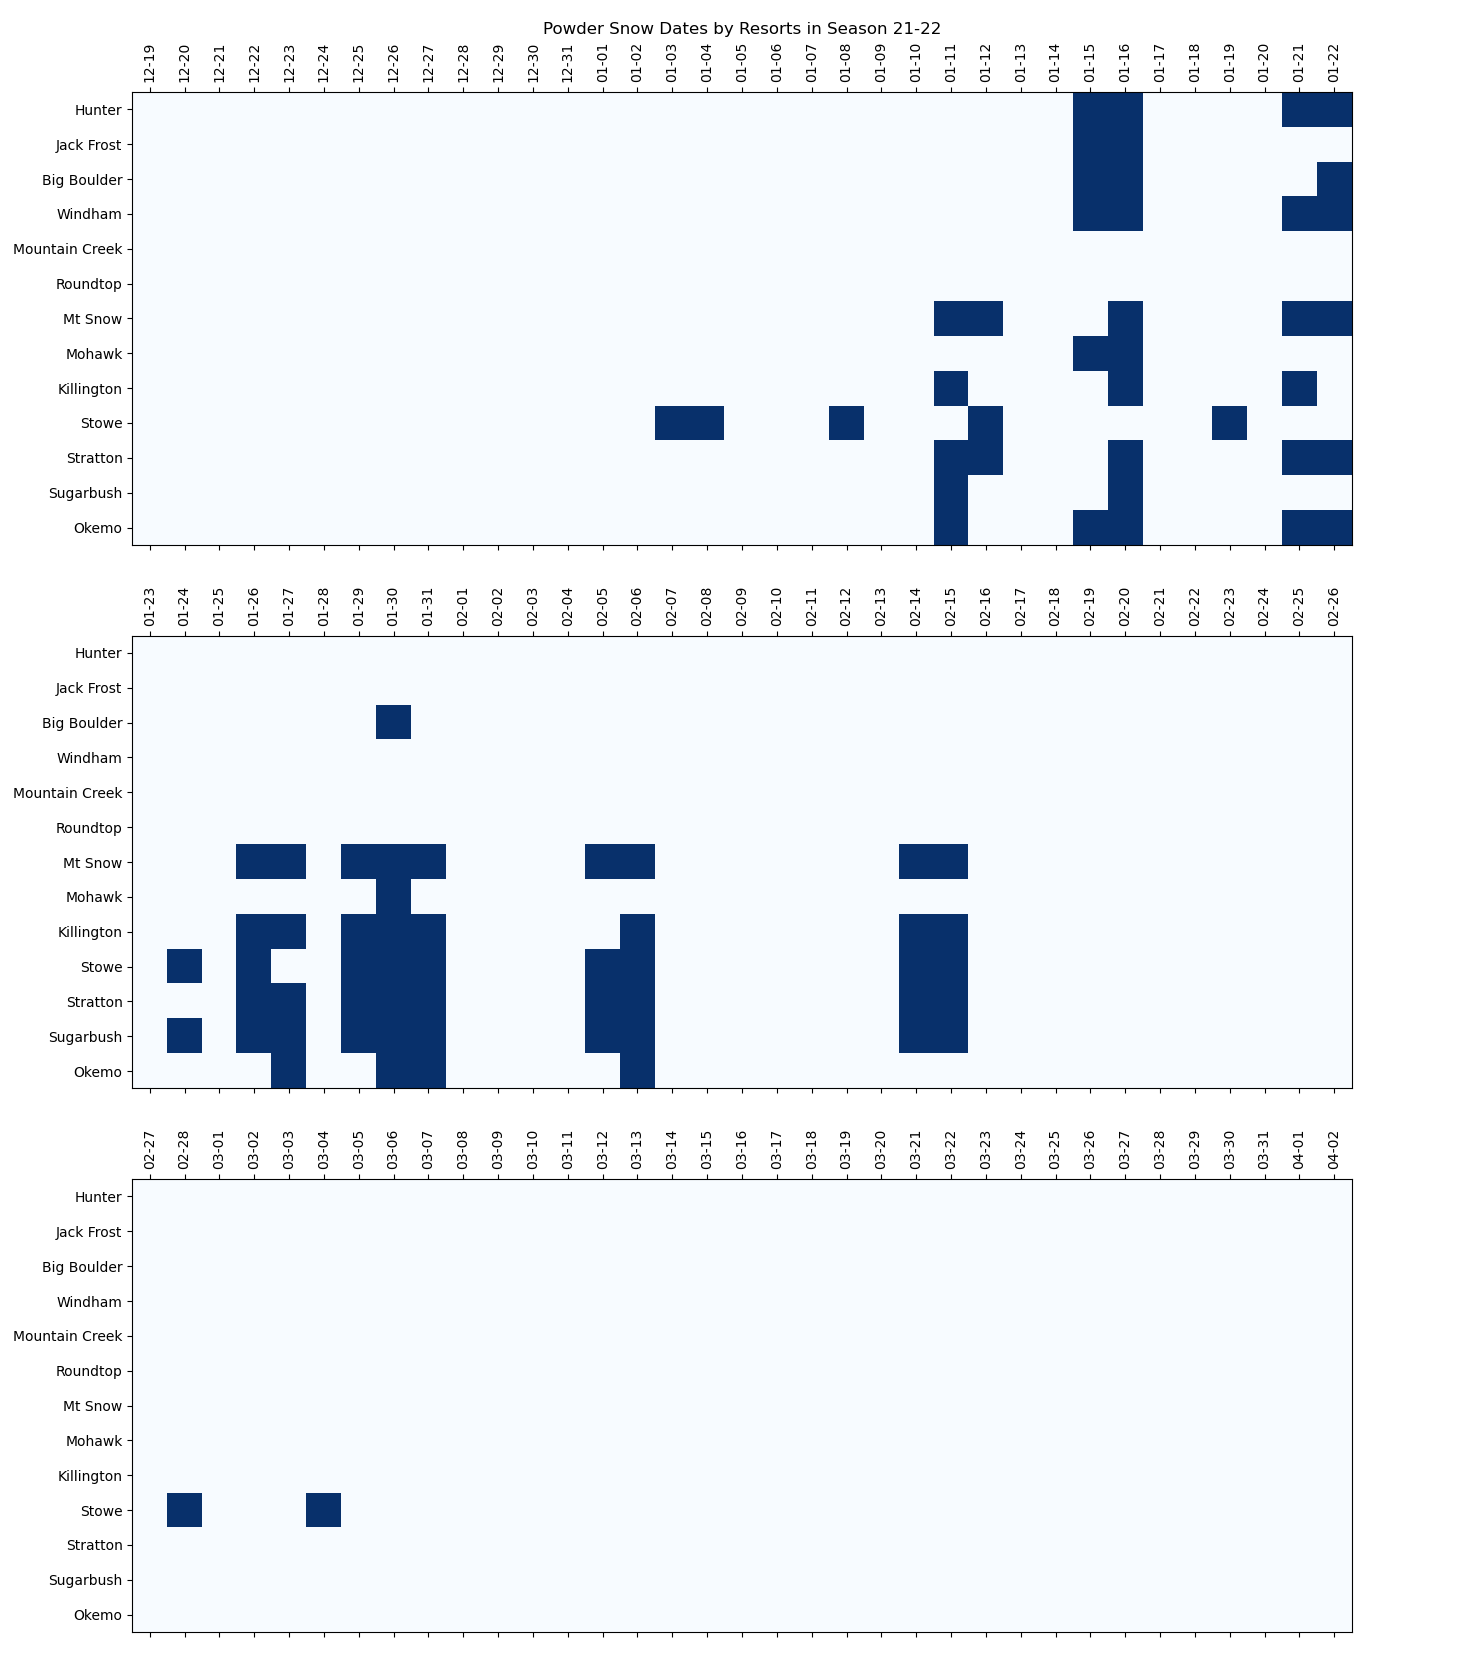 Powder Snow Dates by Resorts in Season 21-22
12-19 12-20 12-21 12-22 12-23 12-24 12-25 12-26 12-27 12-28 12-29 12-30 12-31 01-01 01-02 01-03 01-04 01-05 01-06 01-07 01-08 01-09 01-10 01-11 01-12 01-13 01-14 01-15 01-16 01-17 01-18 01-19 01-20 01-21 01-22
Hunter
Jack Frost
Big Boulder
Windham
Mountain Creek
Roundtop
Mt Snow
Mohawk
Killington
Stowe
Stratton
Sugarbush
Okemo
01-23 01-24 01-25 01-26 01-27 01-28 01-29 01-30 01-31 02-01 02-02 02-03 02-04 02-05 02-06 02-07 02-08 02-09 02-10 02-11 02-12 02-13 02-14 02-15 02-16 02-17 02-18 02-19 02-20 02-21 02-22 02-23 02-24 02-25 02-26
Hunter
Jack Frost
Big Boulder
Windham
Mountain Creek
Roundtop
Mt Snow
Mohawk
Killington
Stowe
Stratton
Sugarbush
Okemo
02-27 02-28 03-01 03-02 03-03 03-04 03-05 03-06 03-07 03-08 03-09 03-10 03-11 03-12 03-13 03-14 03-15 03-16 03-17 03-18 03-19 03-20 03-21 03-22 03-23 03-24 03-25 03-26 03-27 03-28 03-29 03-30 03-31 04-01 04-02
Hunter
Jack Frost
Big Boulder
Windham
Mountain Creek
Roundtop
Mt Snow
Mohawk
Killington
Stowe
Stratton
Sugarbush
Okemo